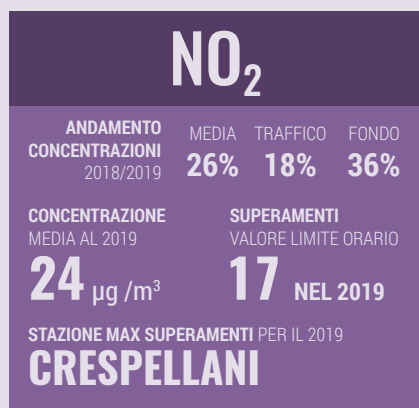 NO₂
ANDAMENTO CONCENTRAZIONI 2018/2019
MEDIA TRAFFICO FONDO
26% 18% 36%
CONCENTRAZIONE
MEDIA AL 2019
24 µg /m³
SUPERAMENTI
VALORE LIMITE ORARIO
17 NEL 2019
STAZIONE MAX SUPERAMENTI PER IL 2019
CRESPELLANI